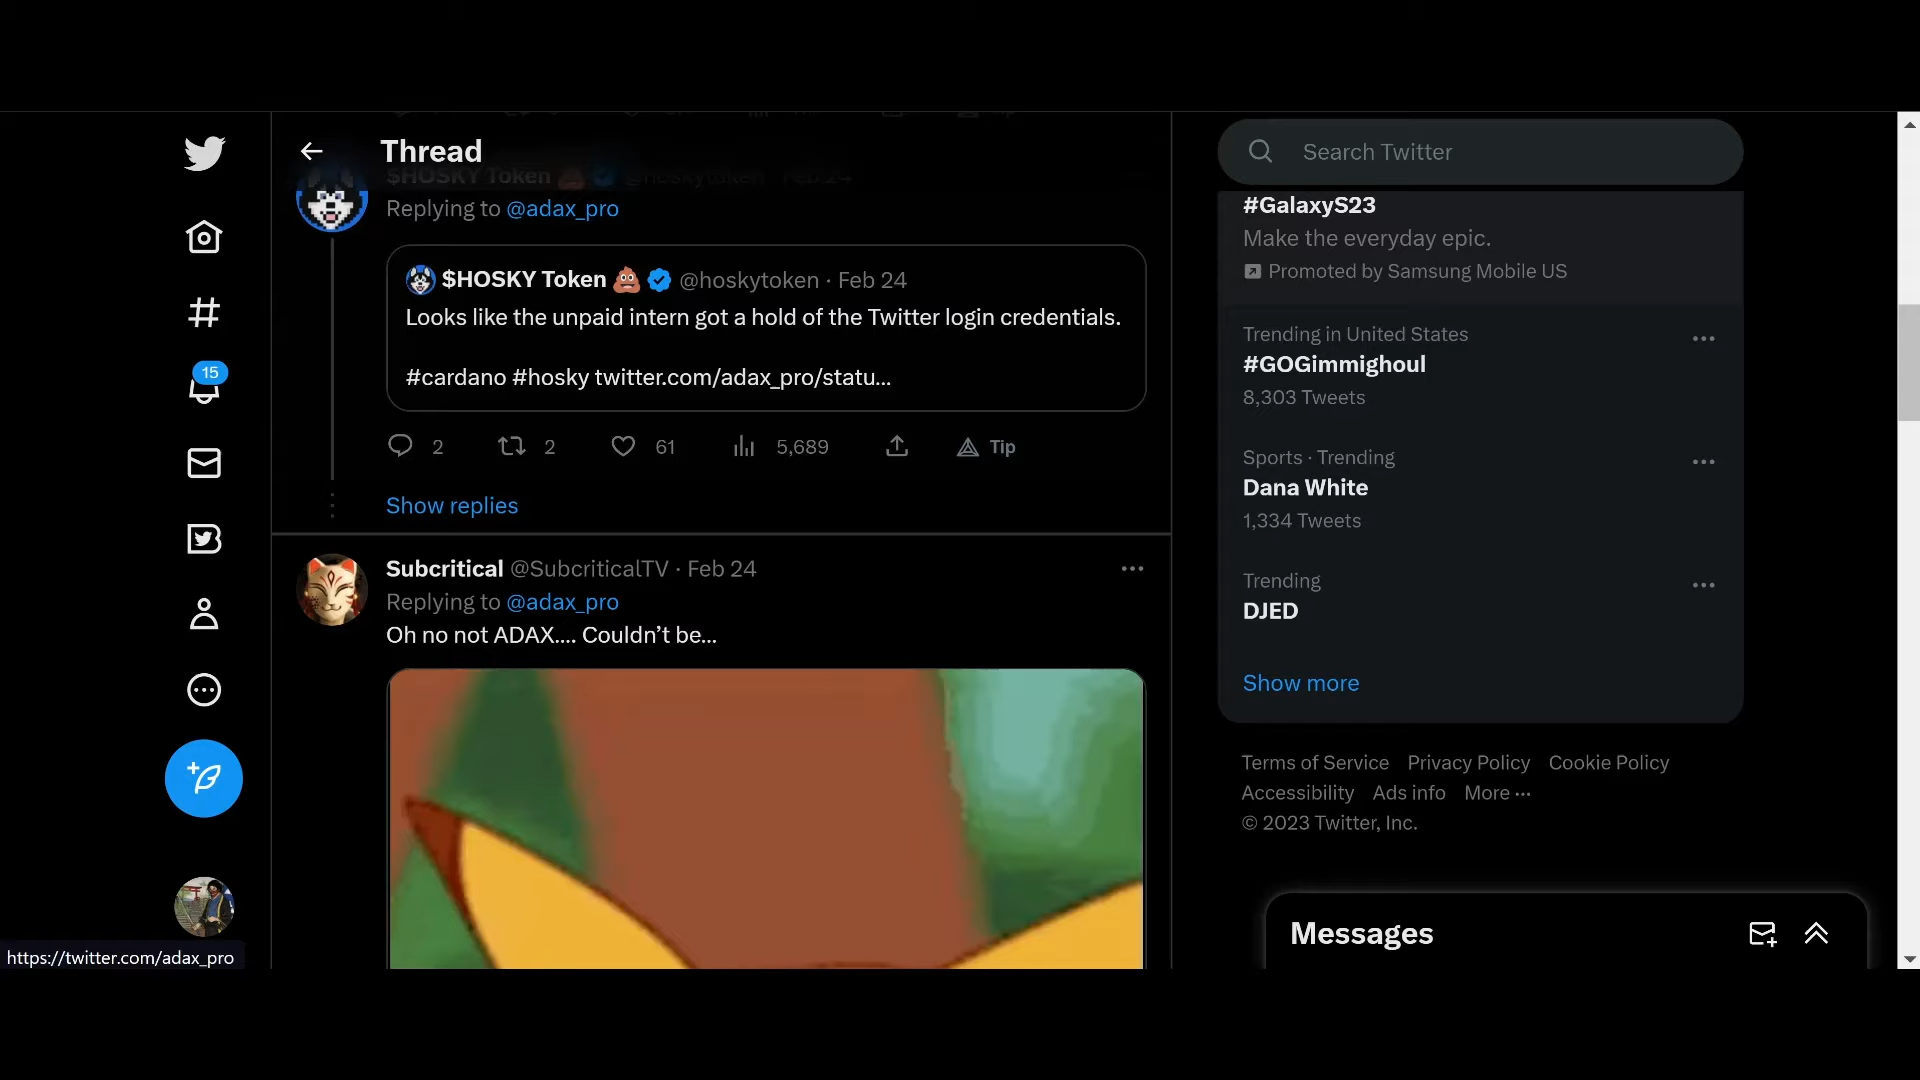 Thread
$HOSKY Token @hoskytoken · Feb 24
Replying to @adax_pro
$HOSKY Token 💩 @hoskytoken · Feb 24
Looks like the unpaid intern got a hold of the Twitter login credentials.
#cardano #hosky twitter.com/adax_pro/statu...
2 2 61 5,689 Tip
Show replies
Subcritical @SubcriticalTV · Feb 24
Replying to @adax_pro
Oh no not ADAX.... Couldn’t be...
15
https://twitter.com/adax_pro
Search Twitter
#GalaxyS23
Make the everyday epic.
Promoted by Samsung Mobile US
Trending in United States
#GOGimmighoul
8,303 Tweets
Sports · Trending
Dana White
1,334 Tweets
Trending
DJED
Show more
Terms of Service Privacy Policy Cookie Policy
Accessibility Ads info More ···
© 2023 Twitter, Inc.
Messages